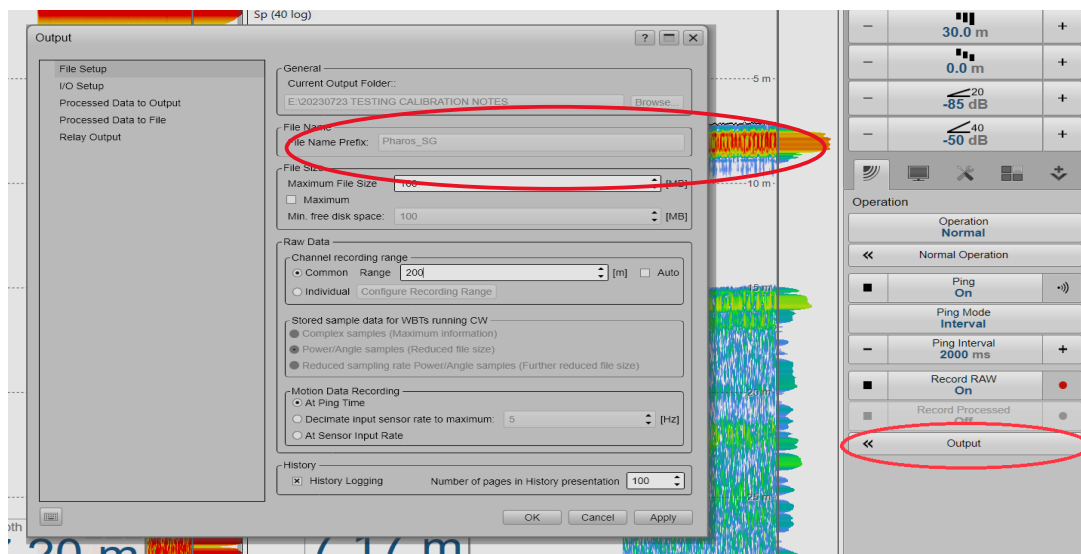 Sp (40 log)
Output
?
File Setup
I/O Setup
Processed Data to Output
Processed Data to File
Relay Output
General
Current Output Folder::
E:\20230723 TESTING CALIBRATION NOTES
Browse...
File Name
File Name Prefix: Pharos_SG
File Size
Maximum File Size 100 [MB]
Maximum
Min. free disk space: 100 [MB]
Raw Data
Channel recording range
Common Range 200 [m] Auto
Individual Configure Recording Range
Stored sample data for WBTs running CW
Complex samples (Maximum information)
Power/Angle samples (Reduced file size)
Reduced sampling rate Power/Angle samples (Further reduced file size)
Motion Data Recording
At Ping Time
Decimate input sensor rate to maximum: 5 [Hz]
At Sensor Input Rate
History
History Logging Number of pages in History presentation 100
OK Cancel Apply
5 m
10 m
15 m
20 m
25 m
7.17 m
30.0 m
0.0 m
20
-85 dB
40
-50 dB
Operation
Operation
Normal
Normal Operation
Ping
On
Ping Mode
Interval
Ping Interval
2000 ms
Record RAW
On
Record Processed
Off
Output